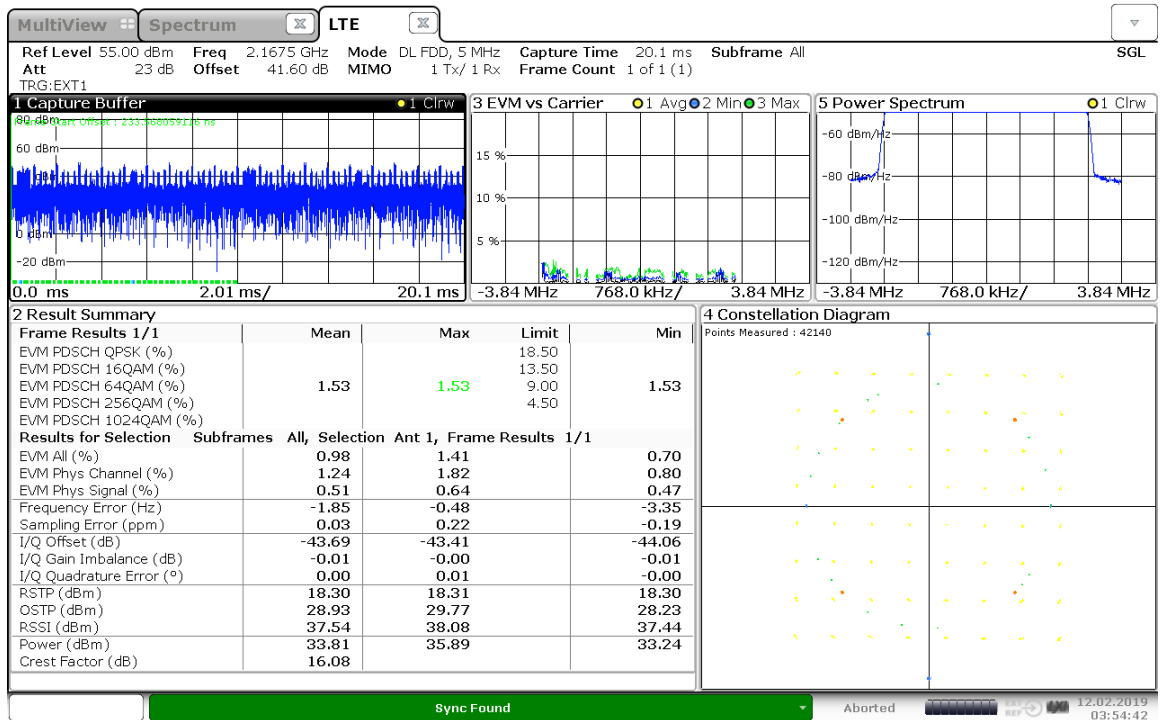 MultiView Spectrum LTE
Ref Level 55.00 dBm Freq 2.1675 GHz Mode DL FDD, 5 MHz Capture Time 20.1 ms Subframe All SGL
Att 23 dB Offset 41.60 dB MIMO 1 Tx/ 1 Rx Frame Count 1 of 1 (1)
TRG:EXT1
1 Capture Buffer 1 Clrw
80 dBm
Frame Start Offset : 233.568059116 ns
60 dBm
0 dBm
-20 dBm
0.0 ms 2.01 ms/ 20.1 ms
3 EVM vs Carrier 1 Avg 2 Min 3 Max
15 %
10 %
5 %
-3.84 MHz 768.0 kHz/ 3.84 MHz
5 Power Spectrum 1 Clrw
-60 dBm/Hz
-80 dBm/Hz
-100 dBm/Hz
-120 dBm/Hz
-3.84 MHz 768.0 kHz/ 3.84 MHz
2 Result Summary
Frame Results 1/1 Mean Max Limit Min
EVM PDSCH QPSK (%) 18.50
EVM PDSCH 16QAM (%) 13.50
EVM PDSCH 64QAM (%) 1.53 1.53 9.00 1.53
EVM PDSCH 256QAM (%) 4.50
EVM PDSCH 1024QAM (%)
Results for Selection Subframes All, Selection Ant 1, Frame Results 1/1
EVM All (%) 0.98 1.41 0.70
EVM Phys Channel (%) 1.24 1.82 0.80
EVM Phys Signal (%) 0.51 0.64 0.47
Frequency Error (Hz) -1.85 -0.48 -3.35
Sampling Error (ppm) 0.03 0.22 -0.19
I/Q Offset (dB) -43.69 -43.41 -44.06
I/Q Gain Imbalance (dB) -0.01 -0.00 -0.01
I/Q Quadrature Error (º) 0.00 0.01 -0.00
RSTP (dBm) 18.30 18.31 18.30
OSTP (dBm) 28.93 29.77 28.23
RSSI (dBm) 37.54 38.08 37.44
Power (dBm) 33.81 35.89 33.24
Crest Factor (dB) 16.08
4 Constellation Diagram
Points Measured : 42140
Sync Found
Aborted
EXT
REF
12.02.2019
03:54:42